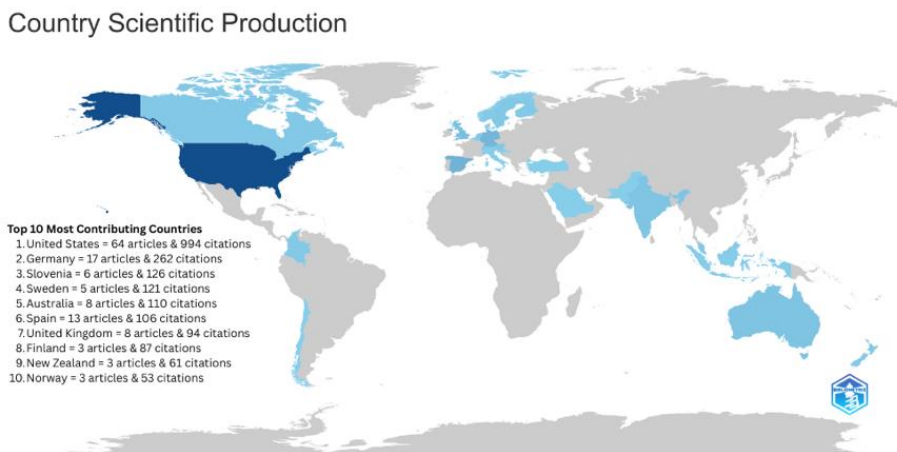 Country Scientific Production
Top 10 Most Contributing Countries
1. United States = 64 articles & 994 citations
2. Germany = 17 articles & 262 citations
3. Slovenia = 6 articles & 126 citations
4. Sweden = 5 articles & 121 citations
5. Australia = 8 articles & 110 citations
6. Spain = 13 articles & 106 citations
7. United Kingdom = 8 articles & 94 citations
8. Finland = 3 articles & 87 citations
9. New Zealand = 3 articles & 61 citations
10. Norway = 3 articles & 53 citations